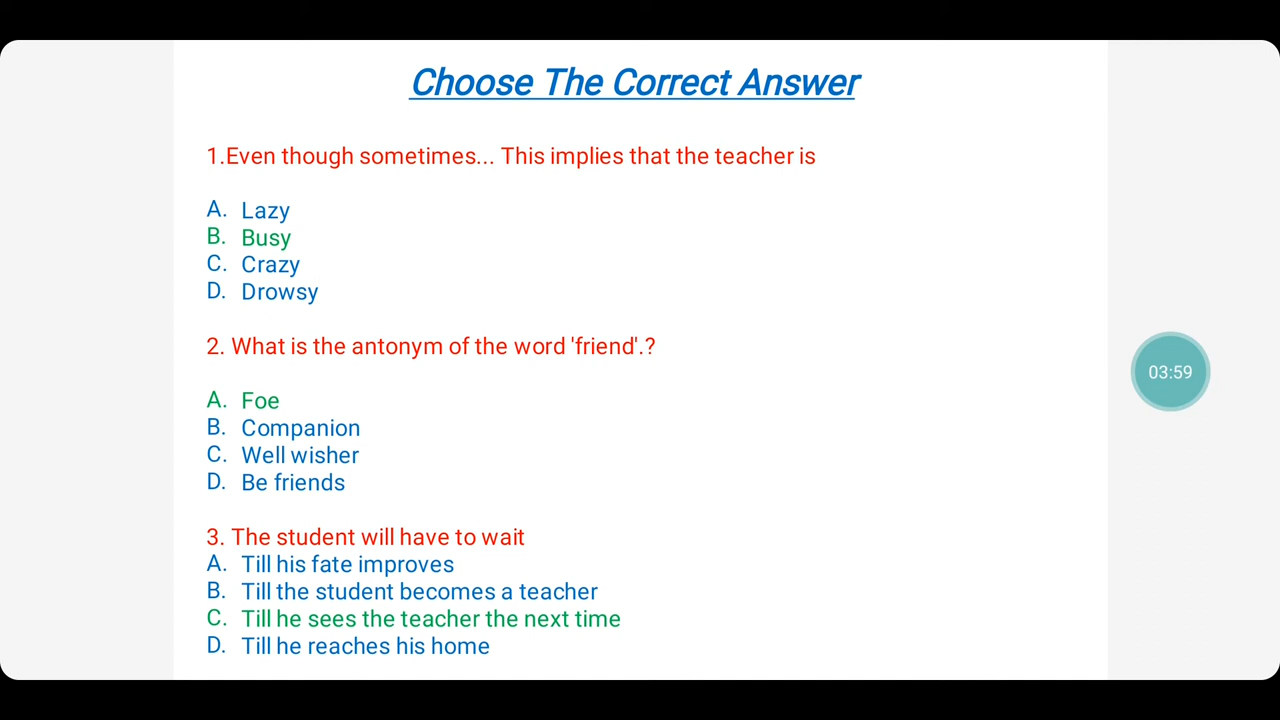 Choose The Correct Answer
1.Even though sometimes... This implies that the teacher is
A. Lazy
B. Busy
C. Crazy
D. Drowsy
2. What is the antonym of the word 'friend'.?
A. Foe
B. Companion
C. Well wisher
D. Be friends
03:59
3. The student will have to wait
A. Till his fate improves
B. Till the student becomes a teacher
C. Till he sees the teacher the next time
D. Till he reaches his home